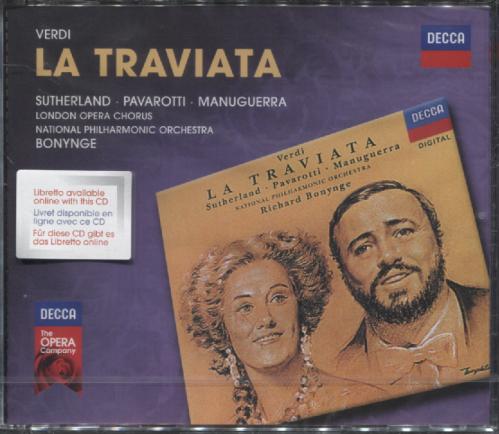 VERDI
LA TRAVIATA
SUTHERLAND · PAVAROTTI · MANUGUERRA
LONDON OPERA CHORUS
NATIONAL PHILHARMONIC ORCHESTRA
BONYNGE
DECCA
Libretto available
online with this CD
Livret disponible en
ligne avec ce CD
Für diese CD gibt es
das Libretto online
DECCA
The
OPERA
Company
DECCA
DIGITAL
Verdi
LA TRAVIATA
Sutherland · Pavarotti · Manuguerra
NATIONAL PHILHARMONIC ORCHESTRA
Richard Bonynge